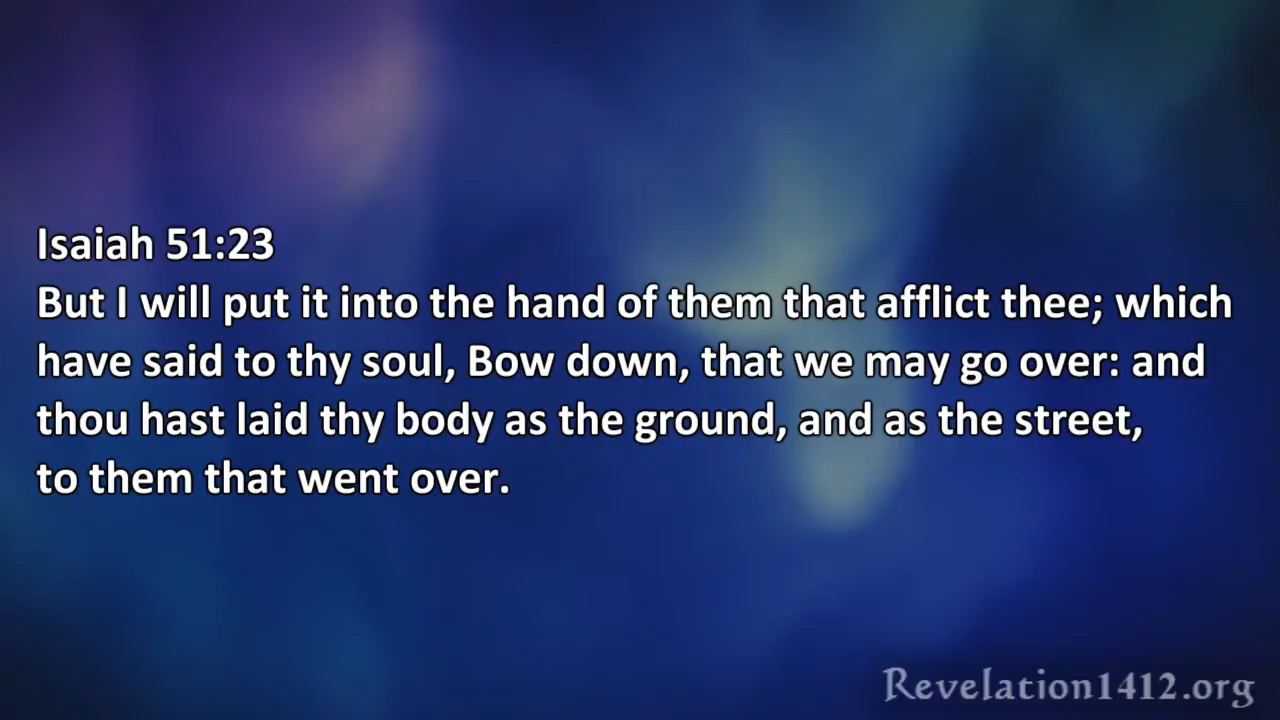 Isaiah 51:23
But I will put it into the hand of them that afflict thee; which
have said to thy soul, Bow down, that we may go over: and
thou hast laid thy body as the ground, and as the street,
to them that went over.
Revelation1412.org